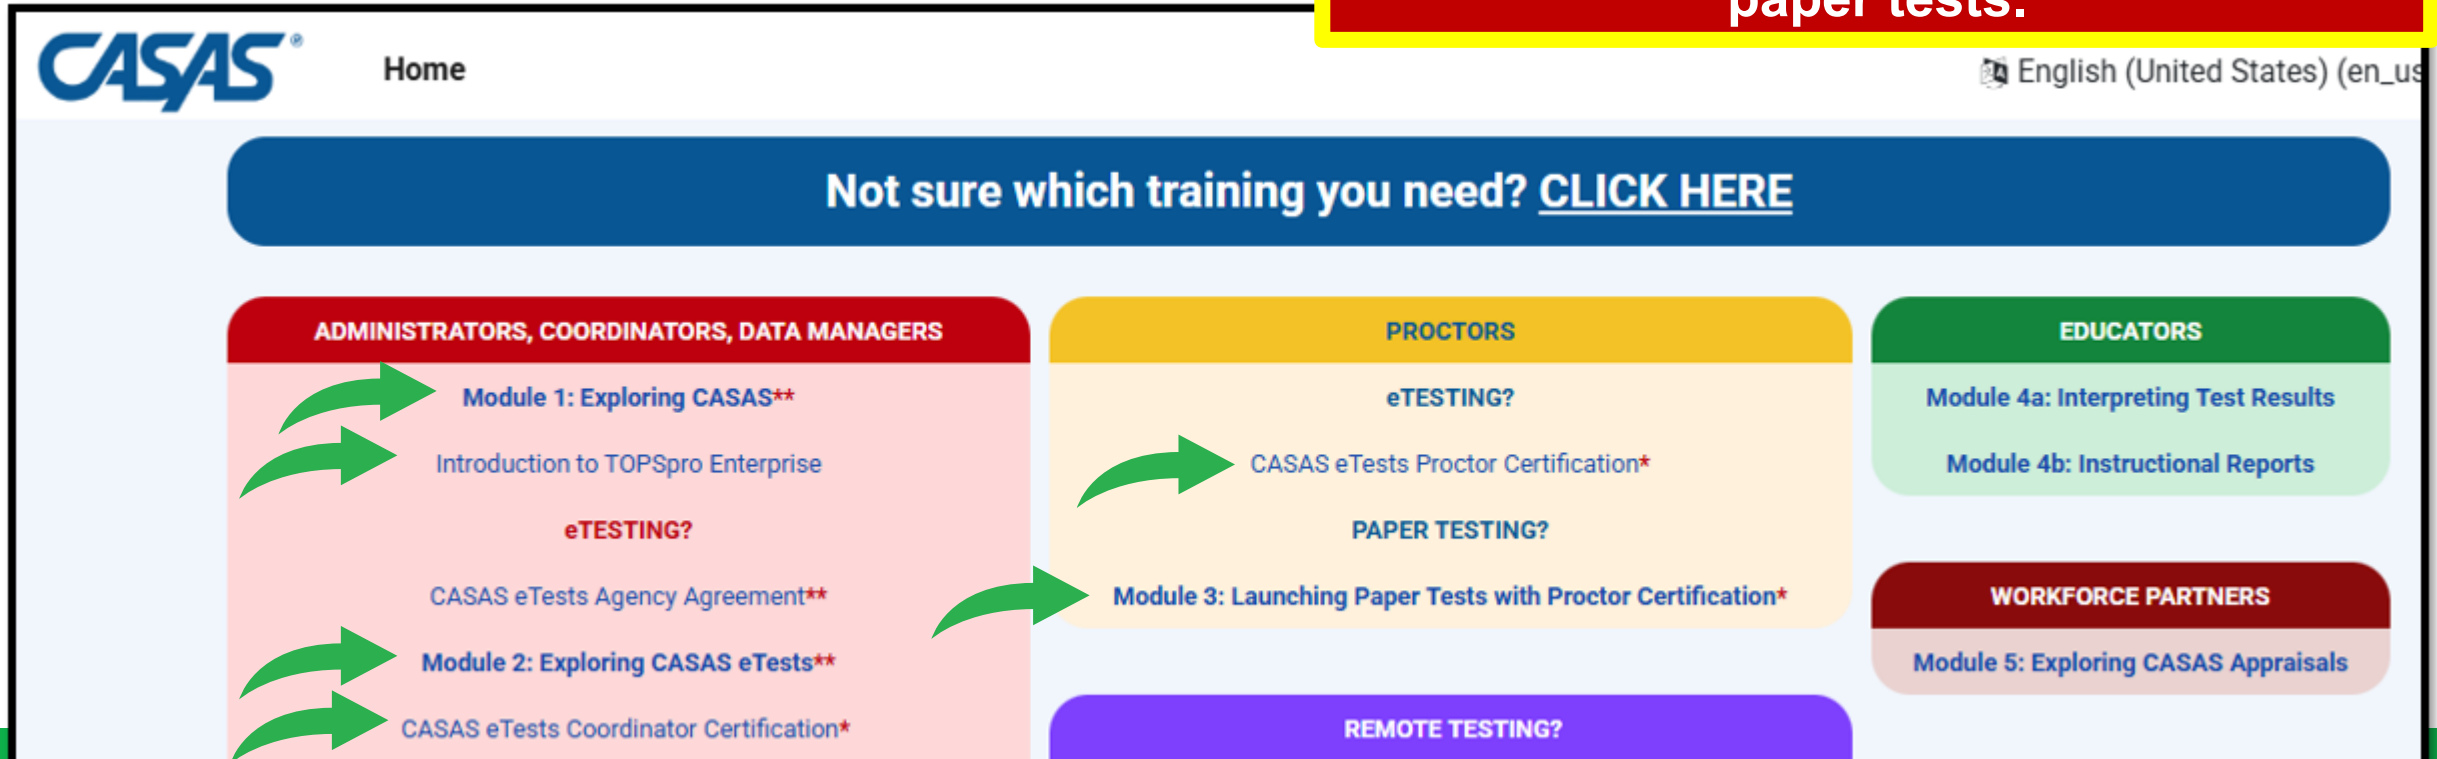 paper tests.
CASAS®
Home
English (United States) (en_us
Not sure which training you need? CLICK HERE
ADMINISTRATORS, COORDINATORS, DATA MANAGERS
Module 1: Exploring CASAS**
Introduction to TOPSpro Enterprise
eTESTING?
CASAS eTests Agency Agreement**
Module 2: Exploring CASAS eTests**
CASAS eTests Coordinator Certification*
PROCTORS
eTESTING?
CASAS eTests Proctor Certification*
PAPER TESTING?
Module 3: Launching Paper Tests with Proctor Certification*
REMOTE TESTING?
EDUCATORS
Module 4a: Interpreting Test Results
Module 4b: Instructional Reports
WORKFORCE PARTNERS
Module 5: Exploring CASAS Appraisals